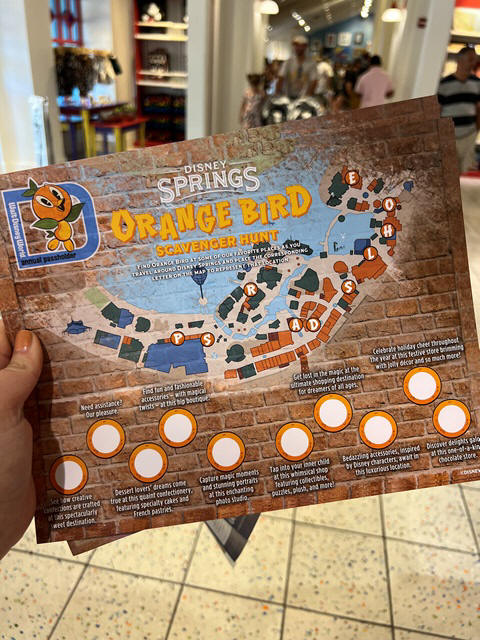 DISNEY
SPRINGS
ORANGE BIRD
SCAVENGER HUNT
FIND ORANGE BIRD AT SOME OF OUR FAVORITE PLACES AS YOU
TRAVEL AROUND DISNEY SPRINGS AND PLACE THE CORRESPONDING
LETTER ON THE MAP TO REPRESENT THE LOCATION.
Walt Disney World
annual passholder
E
O
H
L
S
D
A
R
S
P
Need assistance?
Our pleasure.
Find fun and fashionable
accessories – with magical
twists – at this hip boutique.
Get lost in the magic at the
ultimate shopping destination
for dreamers of all ages.
Celebrate holiday cheer throughout
the year at this festive store brimming
with jolly décor and so much more!
See how creative
confections are crafted
at this spectacularly
sweet destination.
Dessert lovers' dreams come
true at this quaint confectionery,
featuring specialty cakes and
French pastries.
Capture magic moments
and stunning portraits
at this enchanting
photo studio.
Tap into your inner child
at this whimsical shop
featuring collectibles,
puzzles, plush, and more!
Bedazzling accessories, inspired
by Disney characters, await in
this luxurious location.
Discover delights
at this one-of-a-kind
chocolate store.
©DISNEY